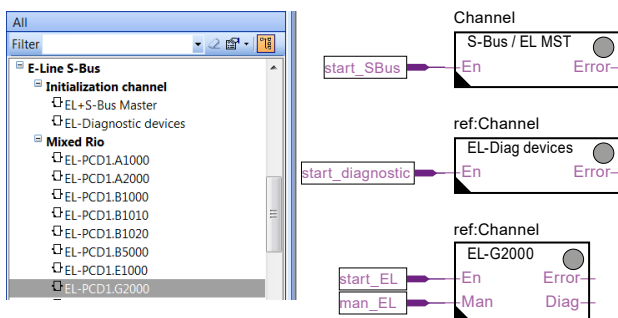 All
Filter
E-Line S-Bus
Initialization channel
EL+S-Bus Master
EL-Diagnostic devices
Mixed Rio
EL-PCD1.A1000
EL-PCD1.A2000
EL-PCD1.B1000
EL-PCD1.B1010
EL-PCD1.B1020
EL-PCD1.B5000
EL-PCD1.E1000
EL-PCD1.G2000
Channel
S-Bus / EL MST
start_SBus
En
Error
ref:Channel
EL-Diag devices
start_diagnostic
En
Error
ref:Channel
EL-G2000
start_EL
En
Error
man_EL
Man
Diag